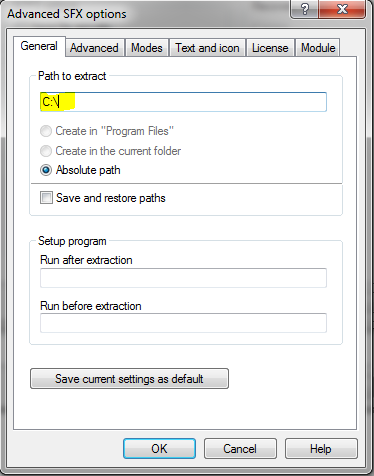 Advanced SFX options
?
General
Advanced
Modes
Text and icon
License
Module
Path to extract
C:\
Create in "Program Files"
Create in the current folder
Absolute path
Save and restore paths
Setup program
Run after extraction
Run before extraction
Save current settings as default
OK
Cancel
Help